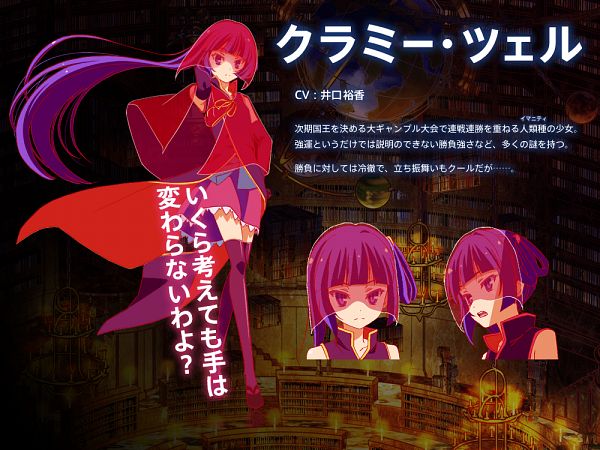 クラミー・ツェル
CV：井口裕香
イマニティ
次期国王を決める大ギャンブル大会で連戦連勝を重ねる人類種の少女。
強運というだけでは説明のできない勝負強さなど、多くの謎を持つ。
勝負に対しては冷徹で、立ち振舞いもクールだが……。
いくら考えても手は
変わらないわよ？